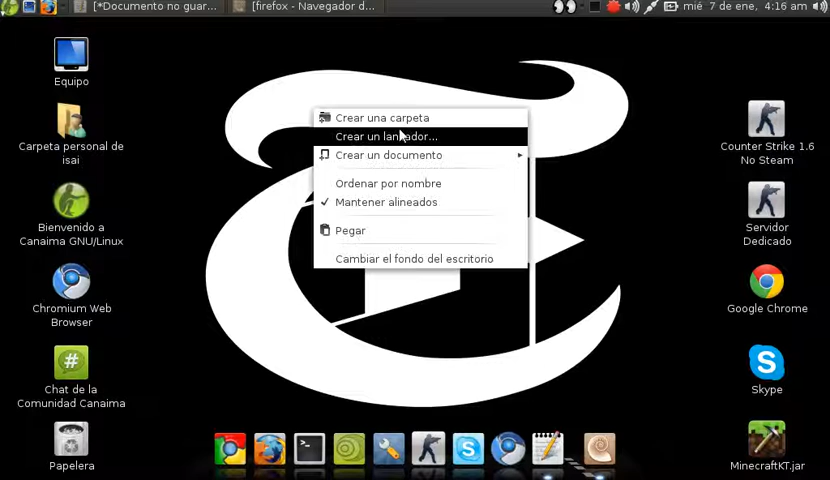 [*Documento no guar...
[firefox - Navegador d...
mié 7 de ene, 4:16 am
Equipo
Carpeta personal de
isai
Bienvenido a
Canaima GNU/Linux
Chromium Web
Browser
#
Chat de la
Comunidad Canaima
Papelera
Crear una carpeta
Crear un lanzador...
Crear un documento
Ordenar por nombre
Mantener alineados
Pegar
Cambiar el fondo del escritorio
Counter Strike 1.6
No Steam
Servidor
Dedicado
Google Chrome
Skype
MinecraftKT.jar